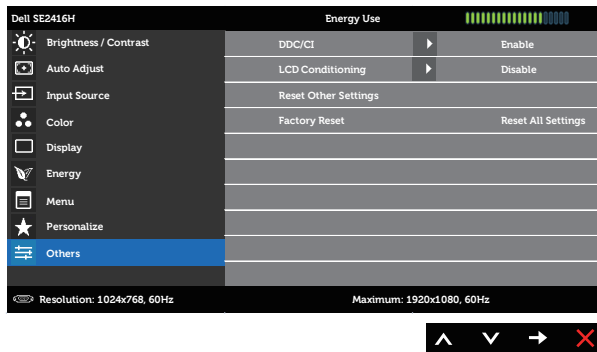 Dell SE2416H Energy Use
Brightness / Contrast
DDC/CI Enable
Auto Adjust
LCD Conditioning Disable
Input Source
Reset Other Settings
Color
Factory Reset Reset All Settings
Display
Energy
Menu
Personalize
Others
Resolution: 1024x768, 60Hz Maximum: 1920x1080, 60Hz